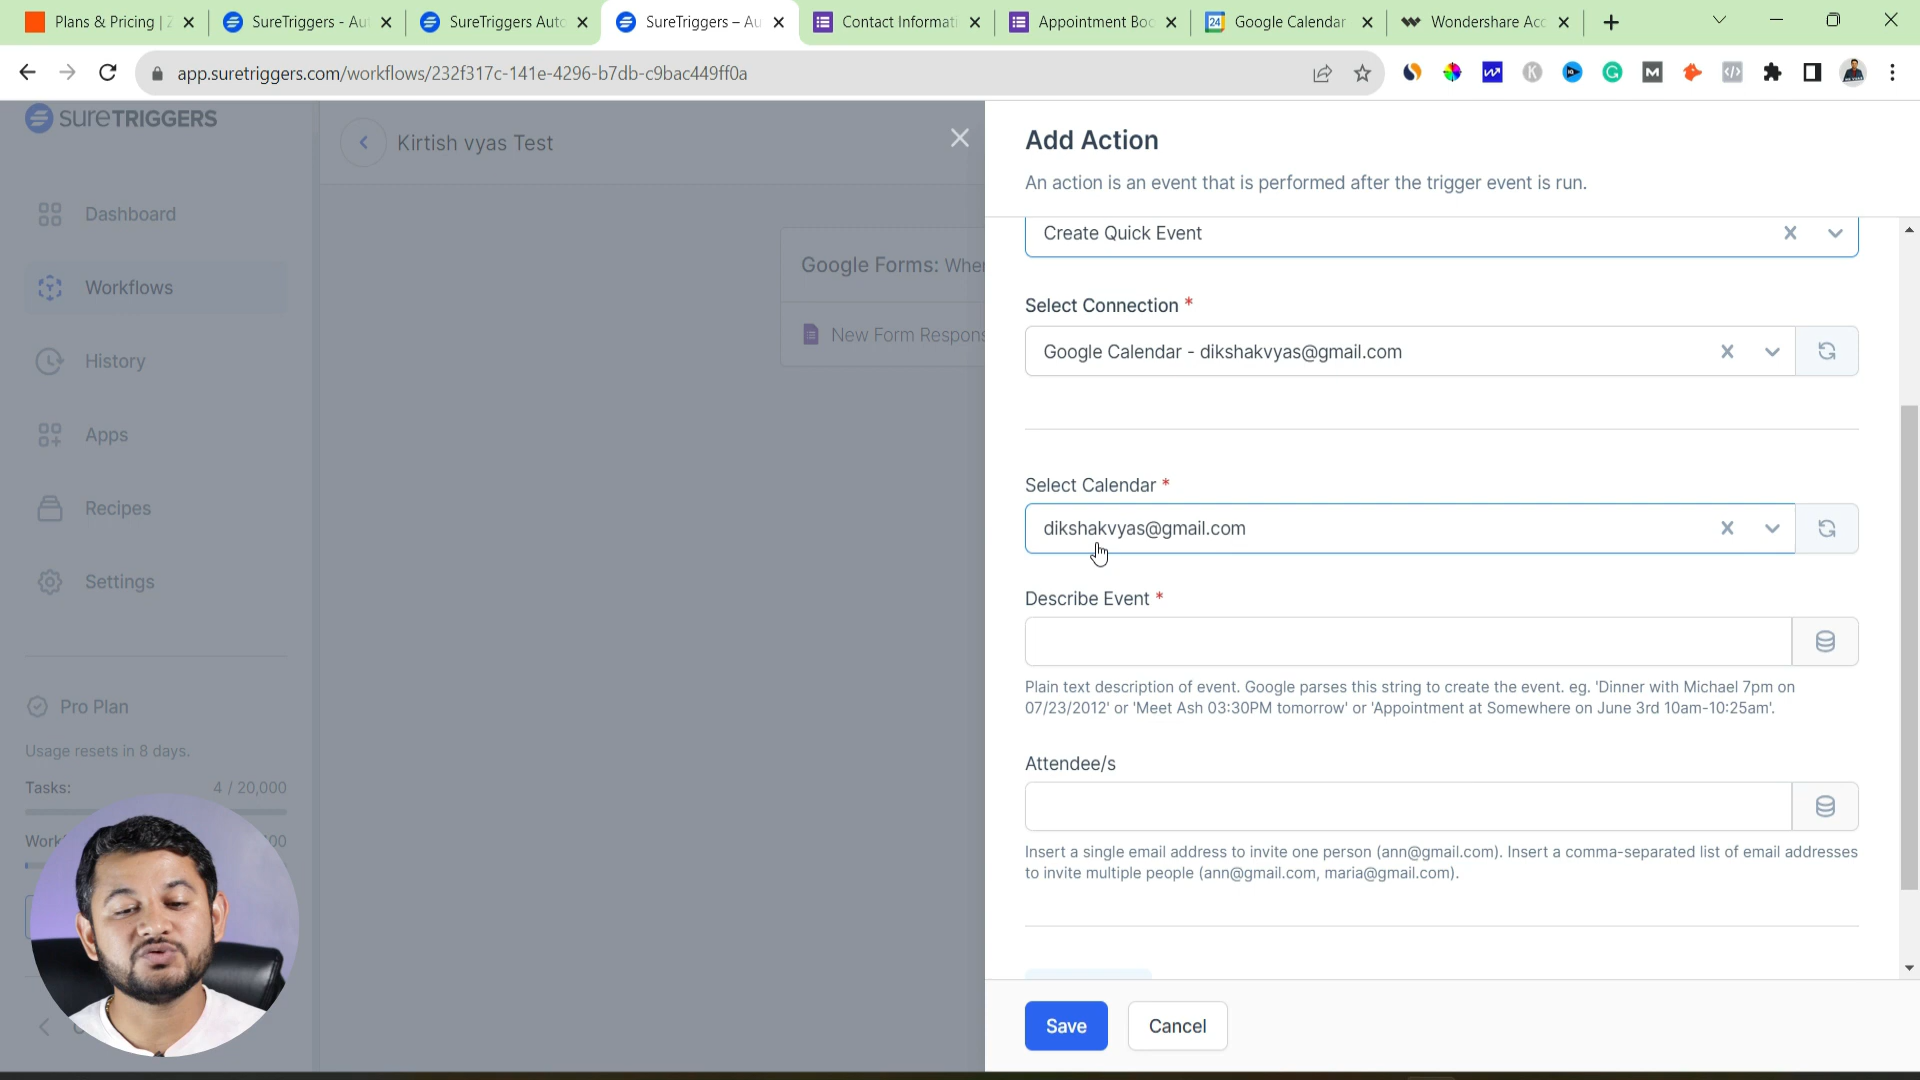 Plans & Pricing |
SureTriggers - Au
SureTriggers Auto
SureTriggers – Au
Contact Informati
Appointment Boo
Google Calendar
Wondershare Acc
app.suretriggers.com/workflows/232f317c-141e-4296-b7db-c9bac449ff0a
SURETRIGGERS
Dashboard
Workflows
History
Apps
Recipes
Settings
Pro Plan
Usage resets in 8 days.
Tasks: 4 / 20,000
Work 00
Kirtish vyas Test
Google Forms: When
New Form Respons
Add Action
An action is an event that is performed after the trigger event is run.
Create Quick Event
Select Connection *
Google Calendar - dikshakvyas@gmail.com
Select Calendar *
dikshakvyas@gmail.com
Describe Event *
Plain text description of event. Google parses this string to create the event. eg. 'Dinner with Michael 7pm on
07/23/2012' or 'Meet Ash 03:30PM tomorrow' or 'Appointment at Somewhere on June 3rd 10am-10:25am'.
Attendee/s
Insert a single email address to invite one person (ann@gmail.com). Insert a comma-separated list of email addresses
to invite multiple people (ann@gmail.com, maria@gmail.com).
Save
Cancel